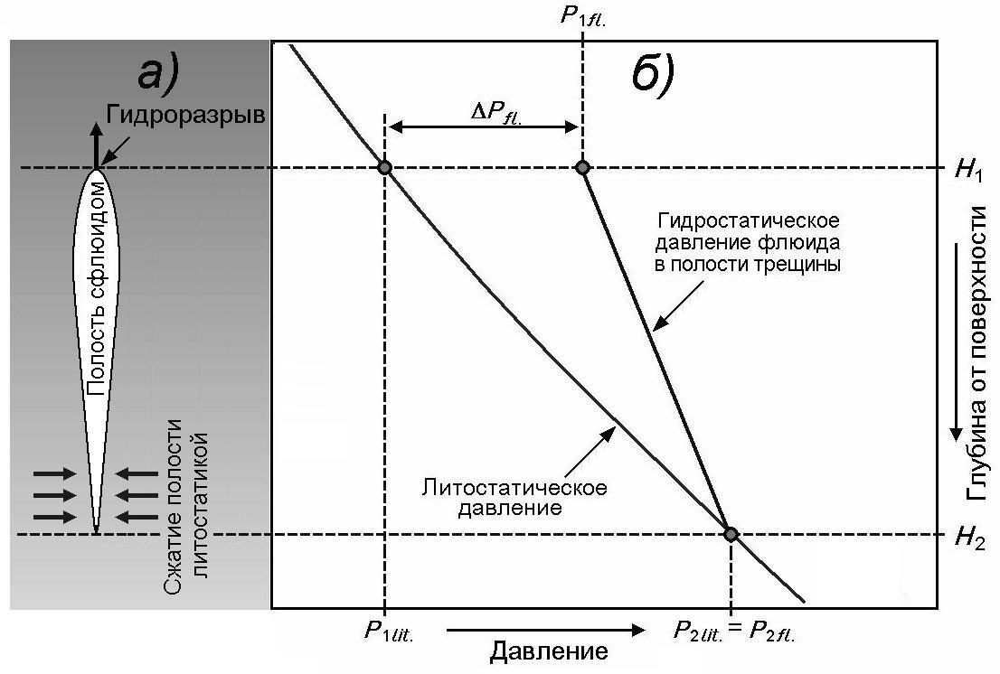 P1fl.
а)
б)
Гидроразрыв
ΔPfl.
H1
Полость сфлюидом
Гидростатическое
давление флюида
в полости трещины
Глубина от поверхности
Литостатическое
давление
Сжатие полости
литостатикой
H2
P1lit.
Давление
P2lit. = P2fl.